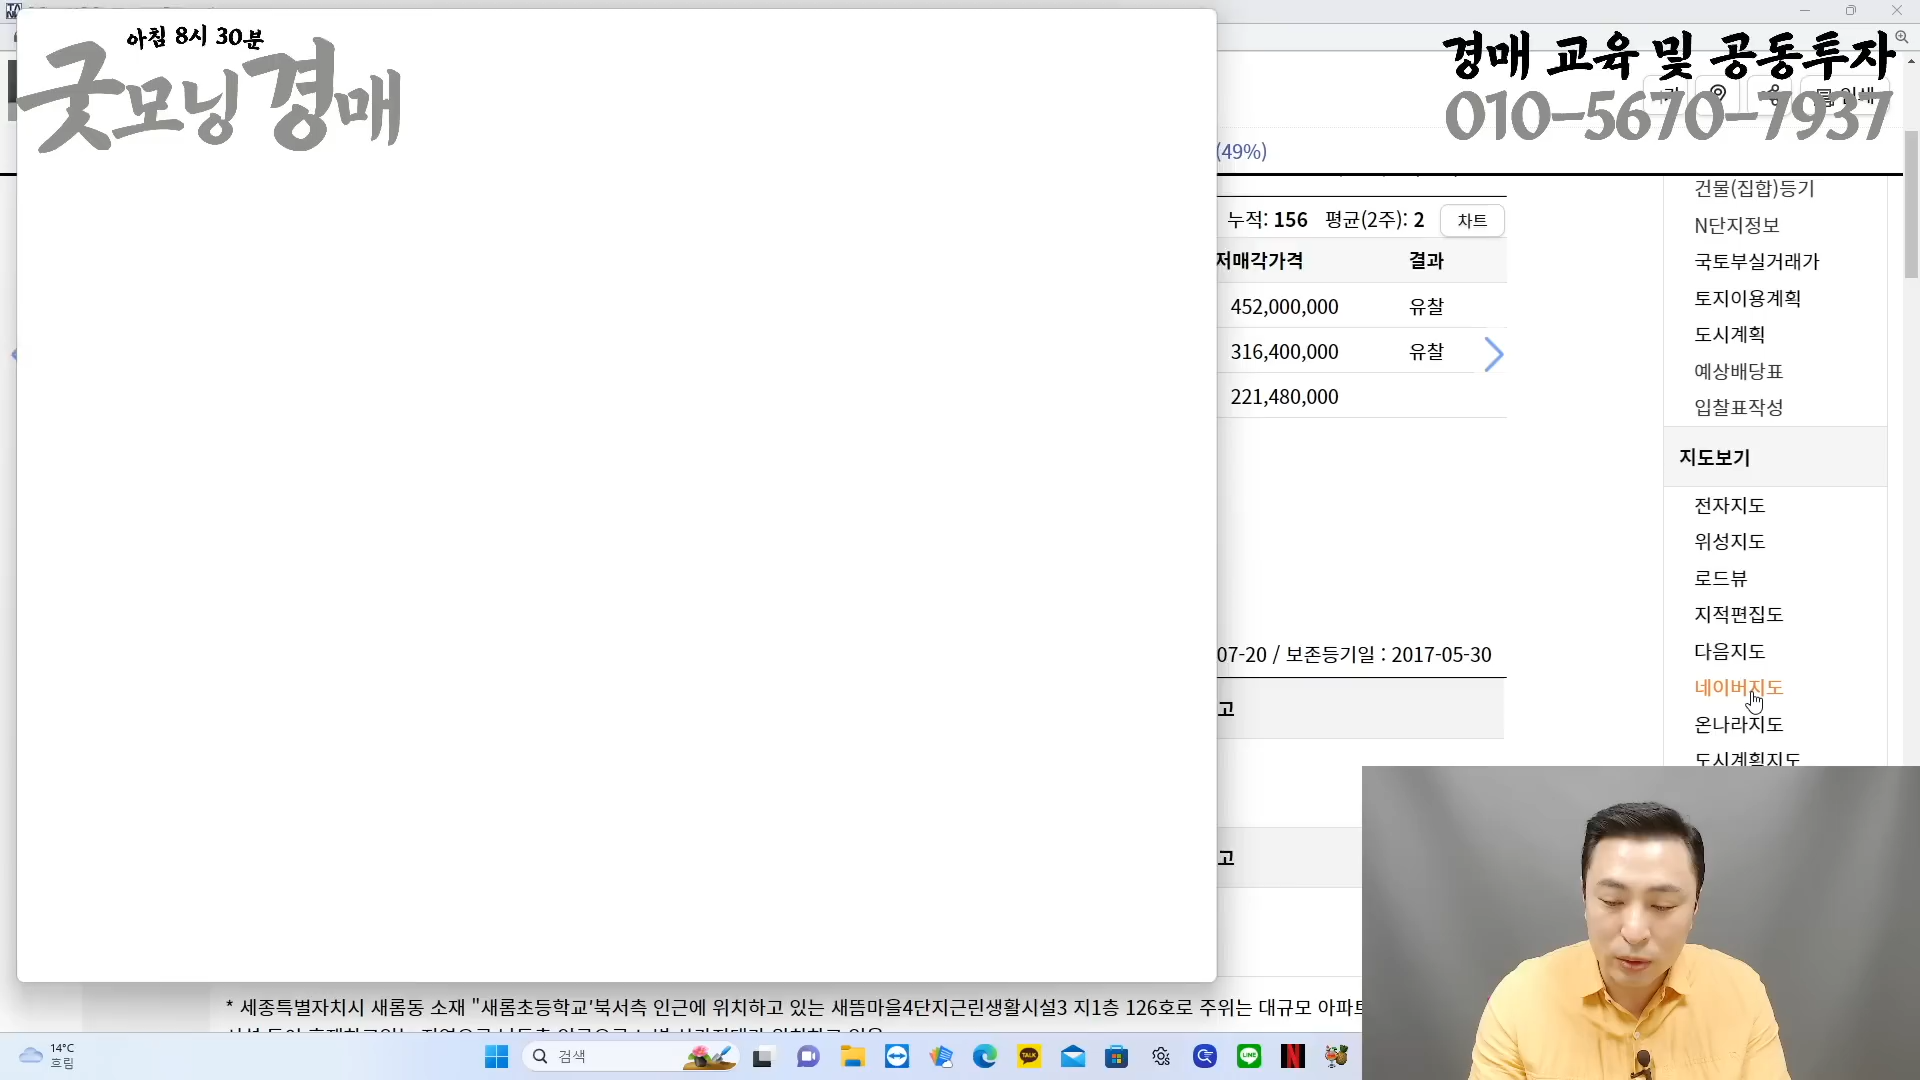 아침 8시 30분
굿모닝경매
경매 교육 및 공동투자
010-5670-7937
인쇄
(49%)
건물(집합)등기
누적: 156 평균(2주): 2 차트
N단지정보
저매각가격 결과
국토부실거래가
452,000,000 유찰
토지이용계획
도시계획
316,400,000 유찰
예상배당표
221,480,000
입찰표작성
지도보기
전자지도
위성지도
로드뷰
지적편집도
07-20 / 보존등기일 : 2017-05-30
다음지도
네이버지도
고
온나라지도
도시계획지도
고
* 세종특별자치시 새롬동 소재 "새롬초등학교'북서측 인근에 위치하고 있는 새뜸마을4단지근린생활시설3 지1층 126호로 주위는 대규모 아파트
14°C
흐림
검색
TALK
LINE
N